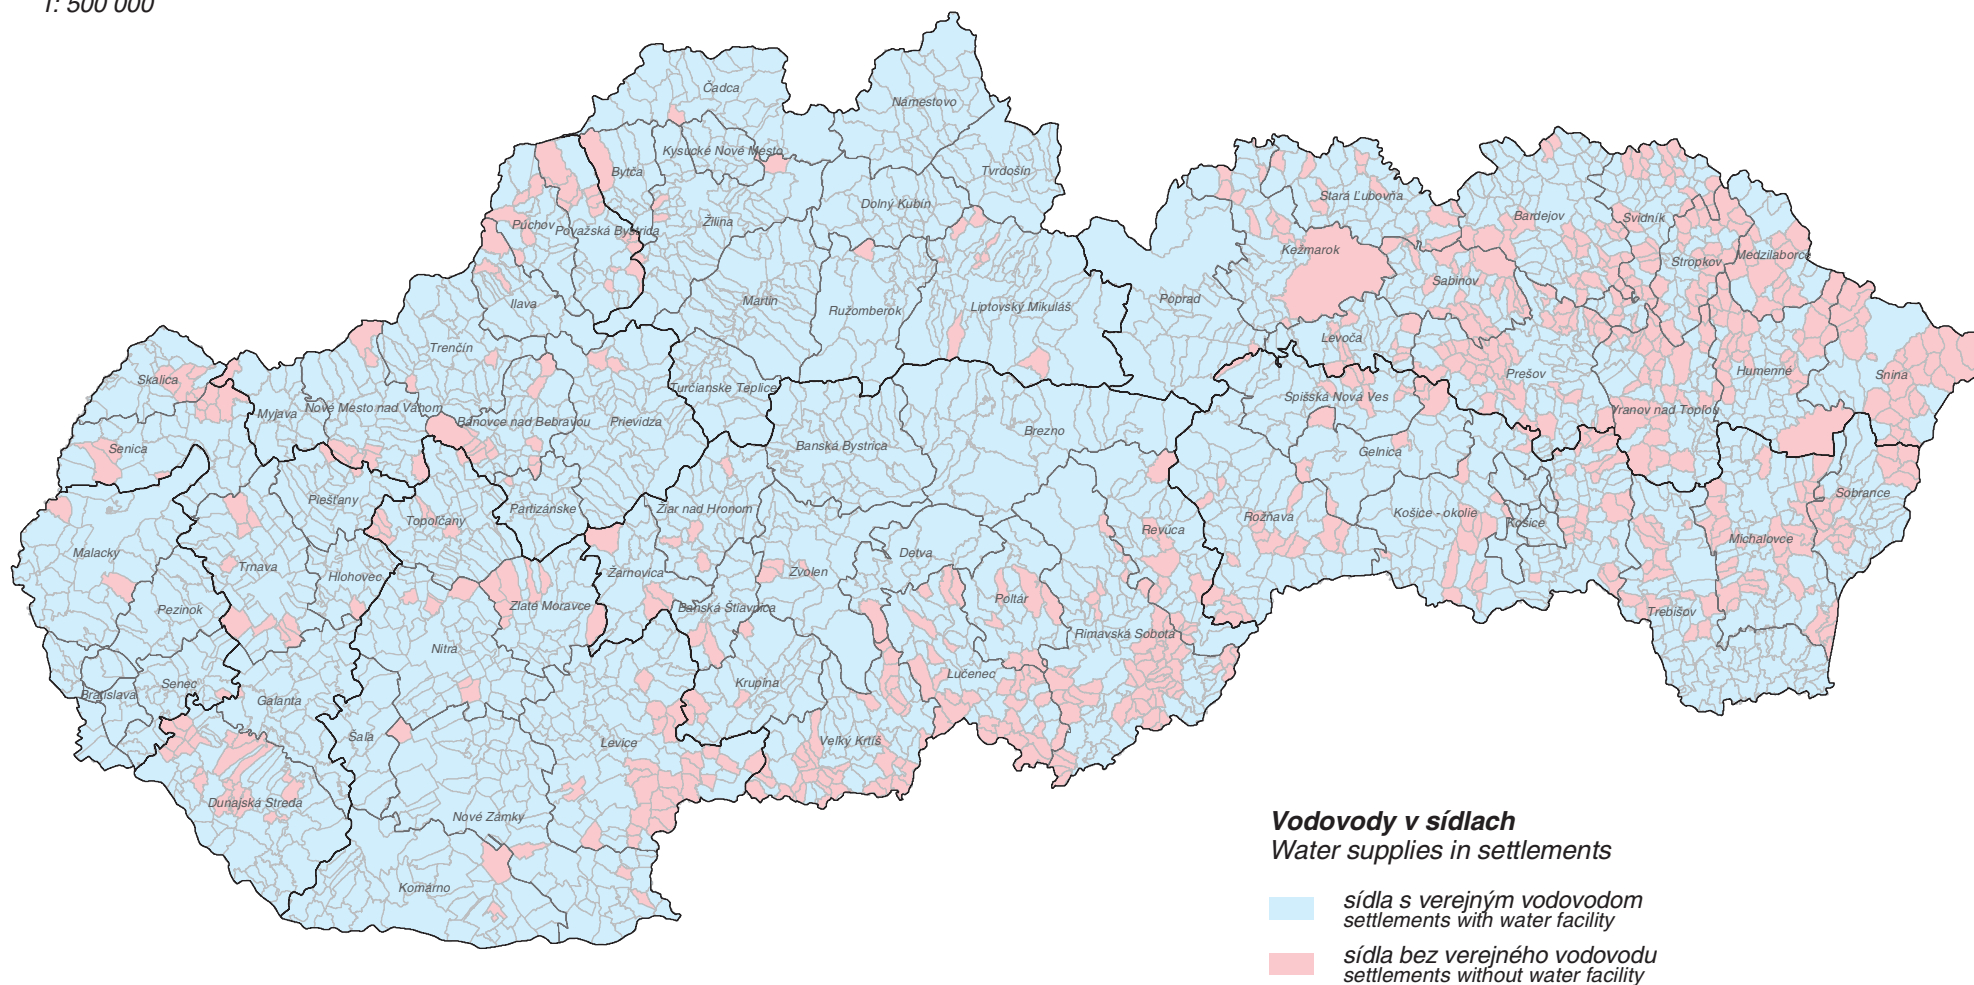 1: 500 000
Čadca
Námestovo
Kysucké Nové Mesto
Bytča
Tvrdošín
Stará Ľubovňa
Dolný Kubín
Bardejov
Svidník
Púchov
Považská Bystrica
Žilina
Kežmarok
Stropkov
Medzilaborce
Sabinov
Ilava
Martin
Ružomberok
Liptovský Mikuláš
Poprad
Levoča
Trenčín
Skalica
Turčianske Teplice
Prešov
Humenné
Snina
Myjava
Nové Mesto nad Váhom
Bánovce nad Bebravou
Prievidza
Spišská Nová Ves
Vranov nad Topľou
Senica
Banská Bystrica
Brezno
Gelnica
Piešťany
Topoľčany
Partizánske
Žiar nad Hronom
Sobrance
Rožňava
Košice - okolie
Košice
Malacky
Trnava
Hlohovec
Detva
Revúca
Michalovce
Žarnovica
Zvolen
Pezinok
Zlaté Moravce
Banská Štiavnica
Poltár
Rimavská Sobota
Trebišov
Nitra
Bratislava
Senec
Galanta
Krupina
Lučenec
Šaľa
Levice
Veľký Krtíš
Dunajská Streda
Nové Zámky
Komárno
Vodovody v sídlach
Water supplies in settlements
sídla s verejným vodovodom
settlements with water facility
sídla bez verejného vodovodu
settlements without water facility